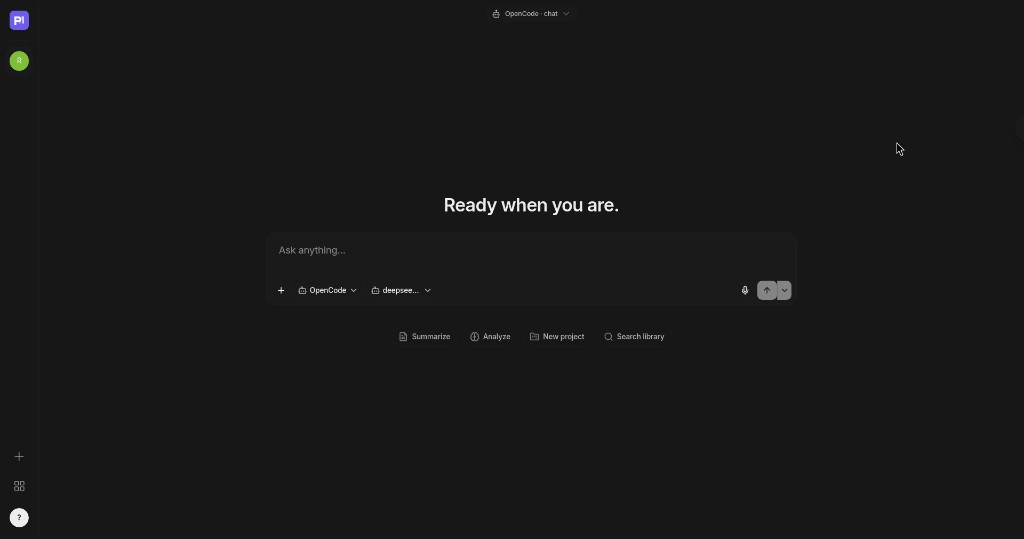 PI
OpenCode · chat
R
Ready when you are.
Ask anything...
+ OpenCode deepsee...
Summarize Analyze New project Search library
?